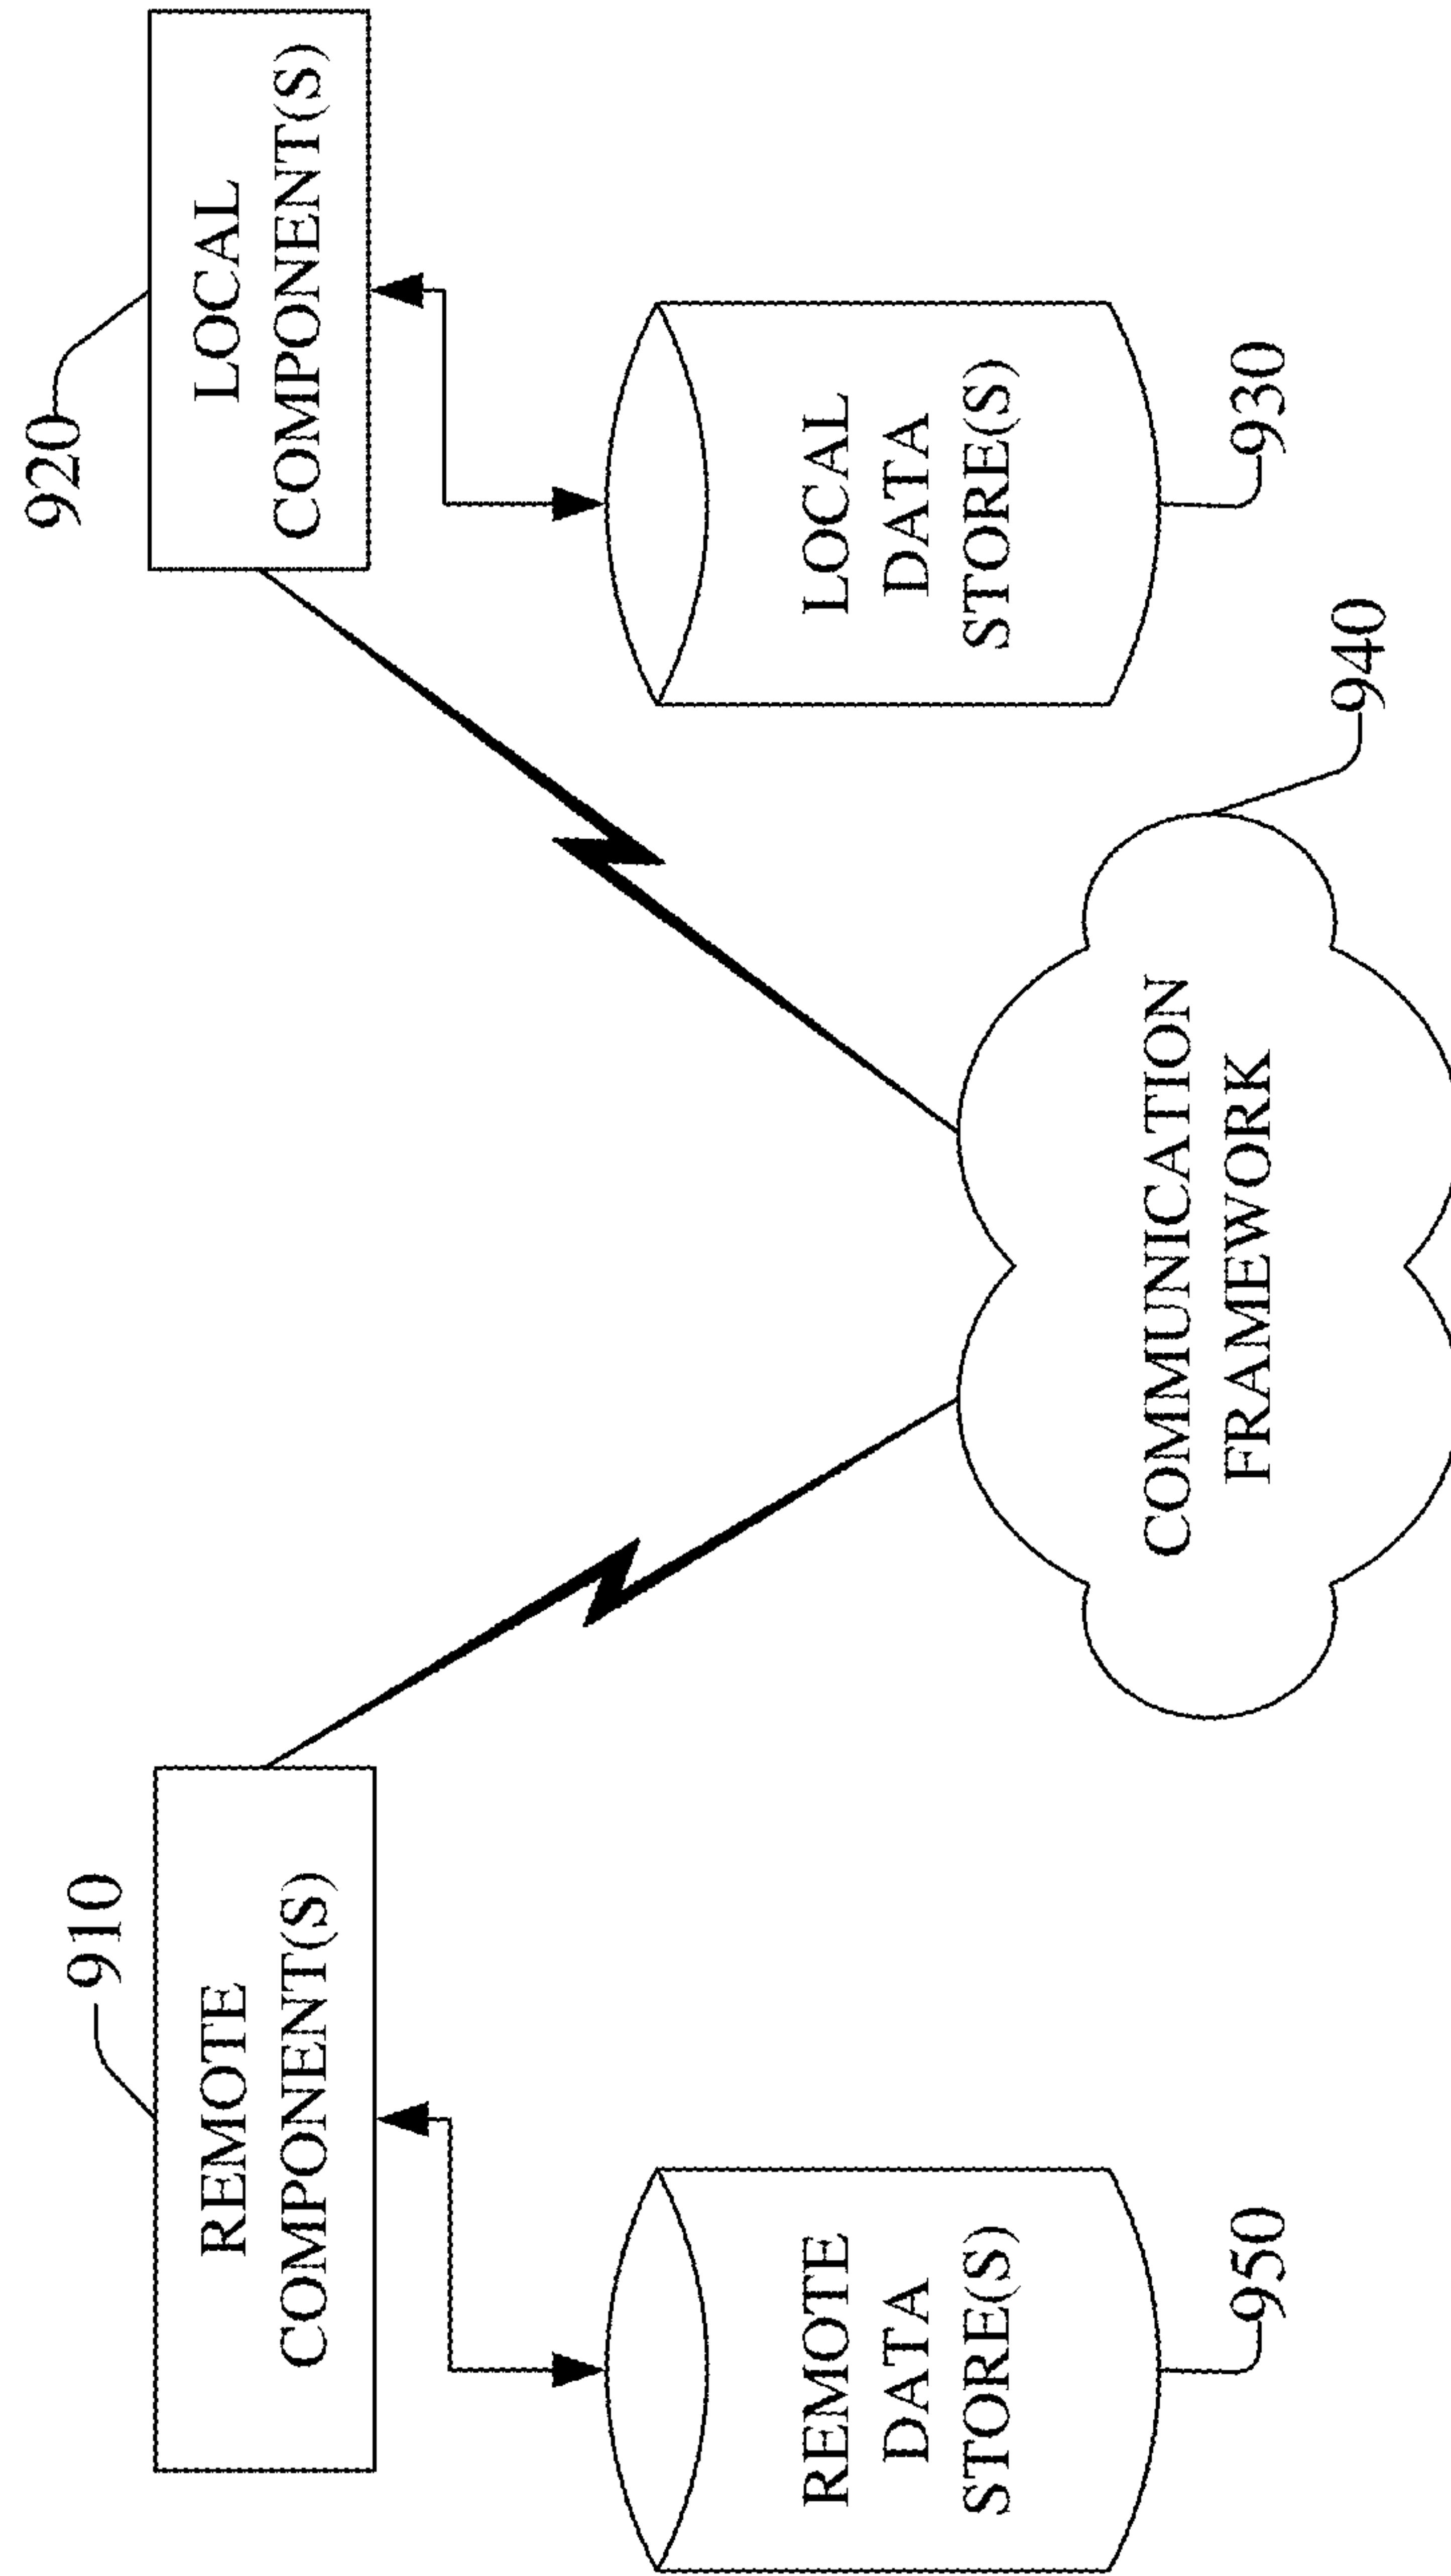 910
REMOTE
COMPONENT(S)
920
LOCAL
COMPONENT(S)
REMOTE
DATA
STORE(S)
950
LOCAL
DATA
STORE(S)
930
COMMUNICATION
FRAMEWORK
940